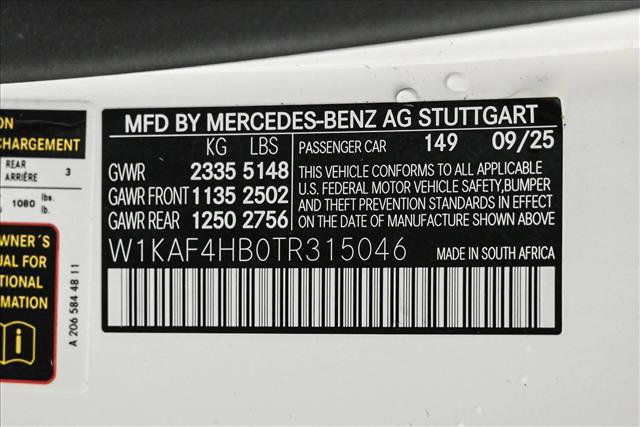 ON
CHARGEMENT
REAR
ARRIÈRE 3
1080 lbs.
lb.
WNER´S
UAL FOR
TIONAL
MATION
A 206 584 48 11
MFD BY MERCEDES-BENZ AG STUTTGART
KG LBS PASSENGER CAR 149 09/25
GVWR 2335 5148
GAWR FRONT 1135 2502
GAWR REAR 1250 2756
THIS VEHICLE CONFORMS TO ALL APPLICABLE
U.S. FEDERAL MOTOR VEHICLE SAFETY,BUMPER
AND THEFT PREVENTION STANDARDS IN EFFECT
ON THE DATE OF MANUFACTURE SHOWN ABOVE
W1KAF4HB0TR315046 MADE IN SOUTH AFRICA